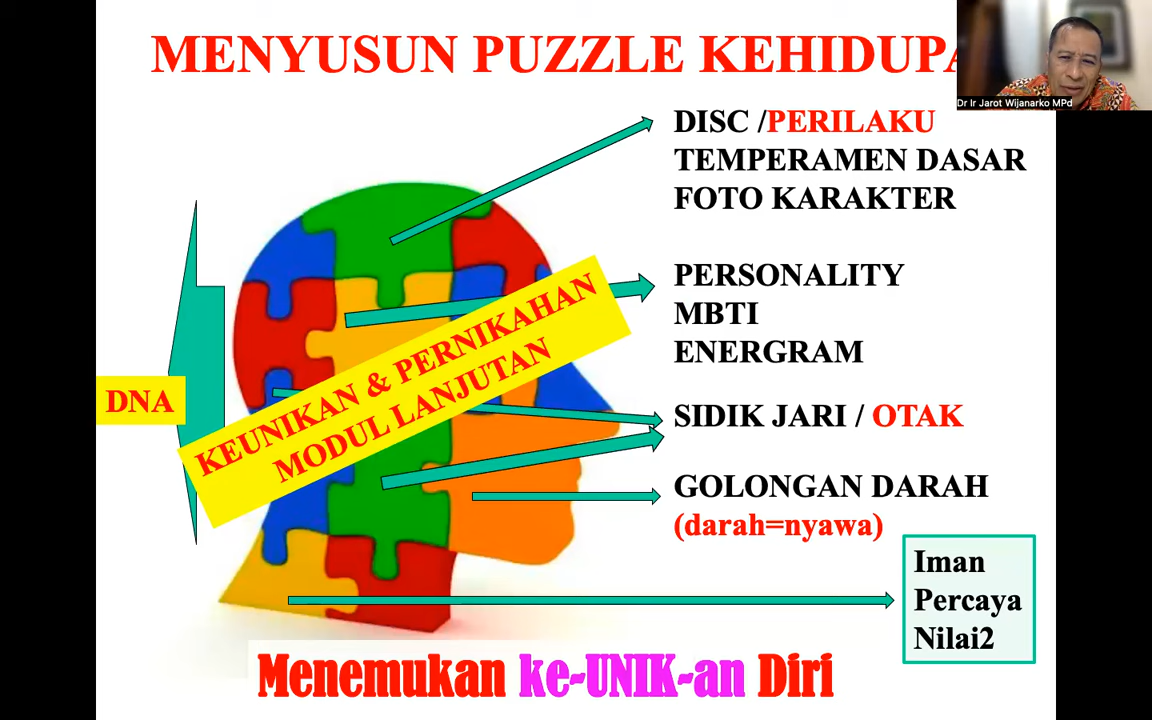 MENYUSUN PUZZLE KEHIDUPA
Dr Ir Jarot Wijanarko MPd
DISC /PERILAKU
TEMPERAMEN DASAR
FOTO KARAKTER
PERSONALITY
MBTI
ENERGRAM
KEUNIKAN & PERNIKAHAN
MODUL LANJUTAN
DNA
SIDIK JARI / OTAK
GOLONGAN DARAH
(darah=nyawa)
Iman
Percaya
Nilai2
Menemukan ke-UNIK-an Diri